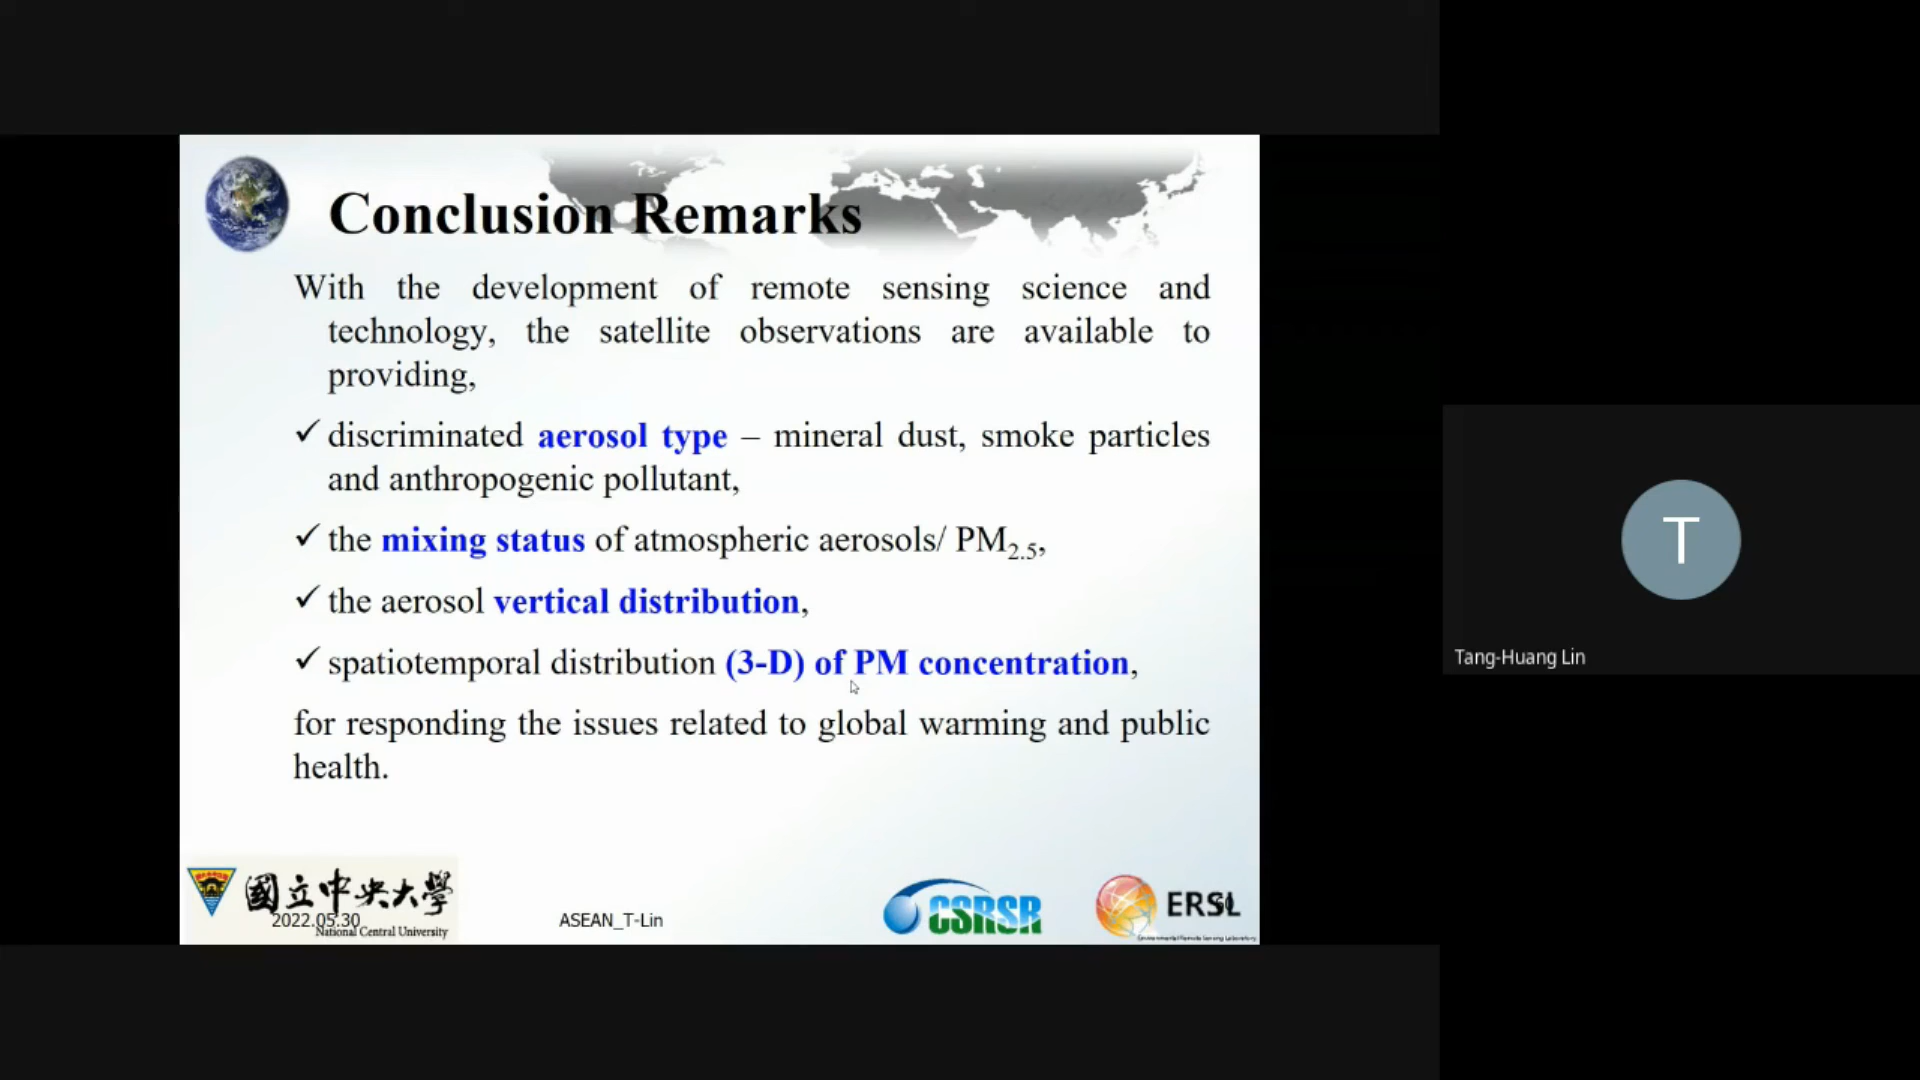 Conclusion Remarks
With the development of remote sensing science and
technology, the satellite observations are available to
providing,
✓ discriminated aerosol type – mineral dust, smoke particles
and anthropogenic pollutant,
✓ the mixing status of atmospheric aerosols/ PM2.5,
✓ the aerosol vertical distribution,
✓ spatiotemporal distribution (3-D) of PM concentration,
for responding the issues related to global warming and public
health.
國立中央大學
2022.05.30
National Central University
ASEAN_T-Lin
CSRSR
ERSL
Environmental Remote Sensing Laboratory
T
Tang-Huang Lin